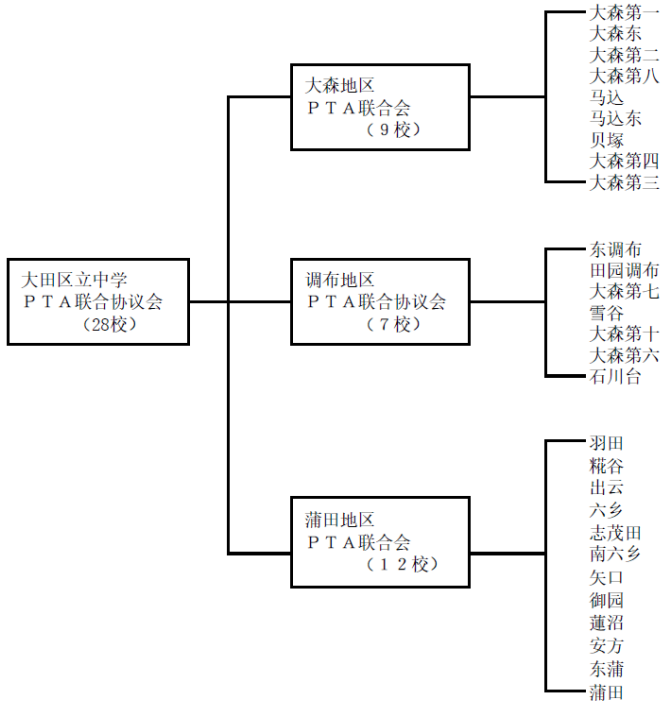 大田区立中学
ＰＴＡ联合协议会
（28校）
大森地区
ＰＴＡ联合会
（９校）
大森第一
大森东
大森第二
大森第八
马込
马込东
贝塚
大森第四
大森第三
调布地区
ＰＴＡ联合协议会
（７校）
东调布
田园调布
大森第七
雪谷
大森第十
大森第六
石川台
蒲田地区
ＰＴＡ联合会
（１２校）
羽田
糀谷
出云
六乡
志茂田
南六乡
矢口
御园
蓮沼
安方
东蒲
蒲田